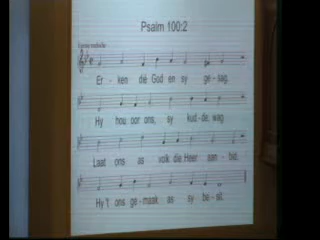 Psalm 100:2
Er - ken die God en sy ge - sag.
Hy hou oor ons, sy kud - de, wag
Laat ons as volk die Heer aan - bid.
Hy 't ons ge - maak as sy be - sit.